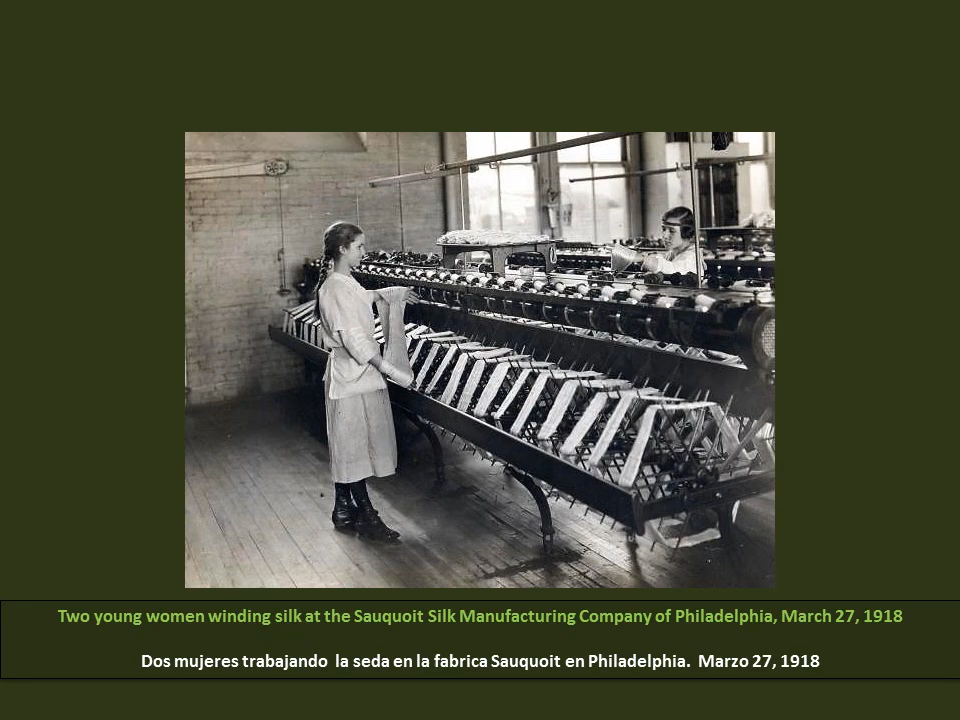 Two young women winding silk at the Sauquoit Silk Manufacturing Company of Philadelphia, March 27, 1918
Dos mujeres trabajando la seda en la fabrica Sauquoit en Philadelphia. Marzo 27, 1918